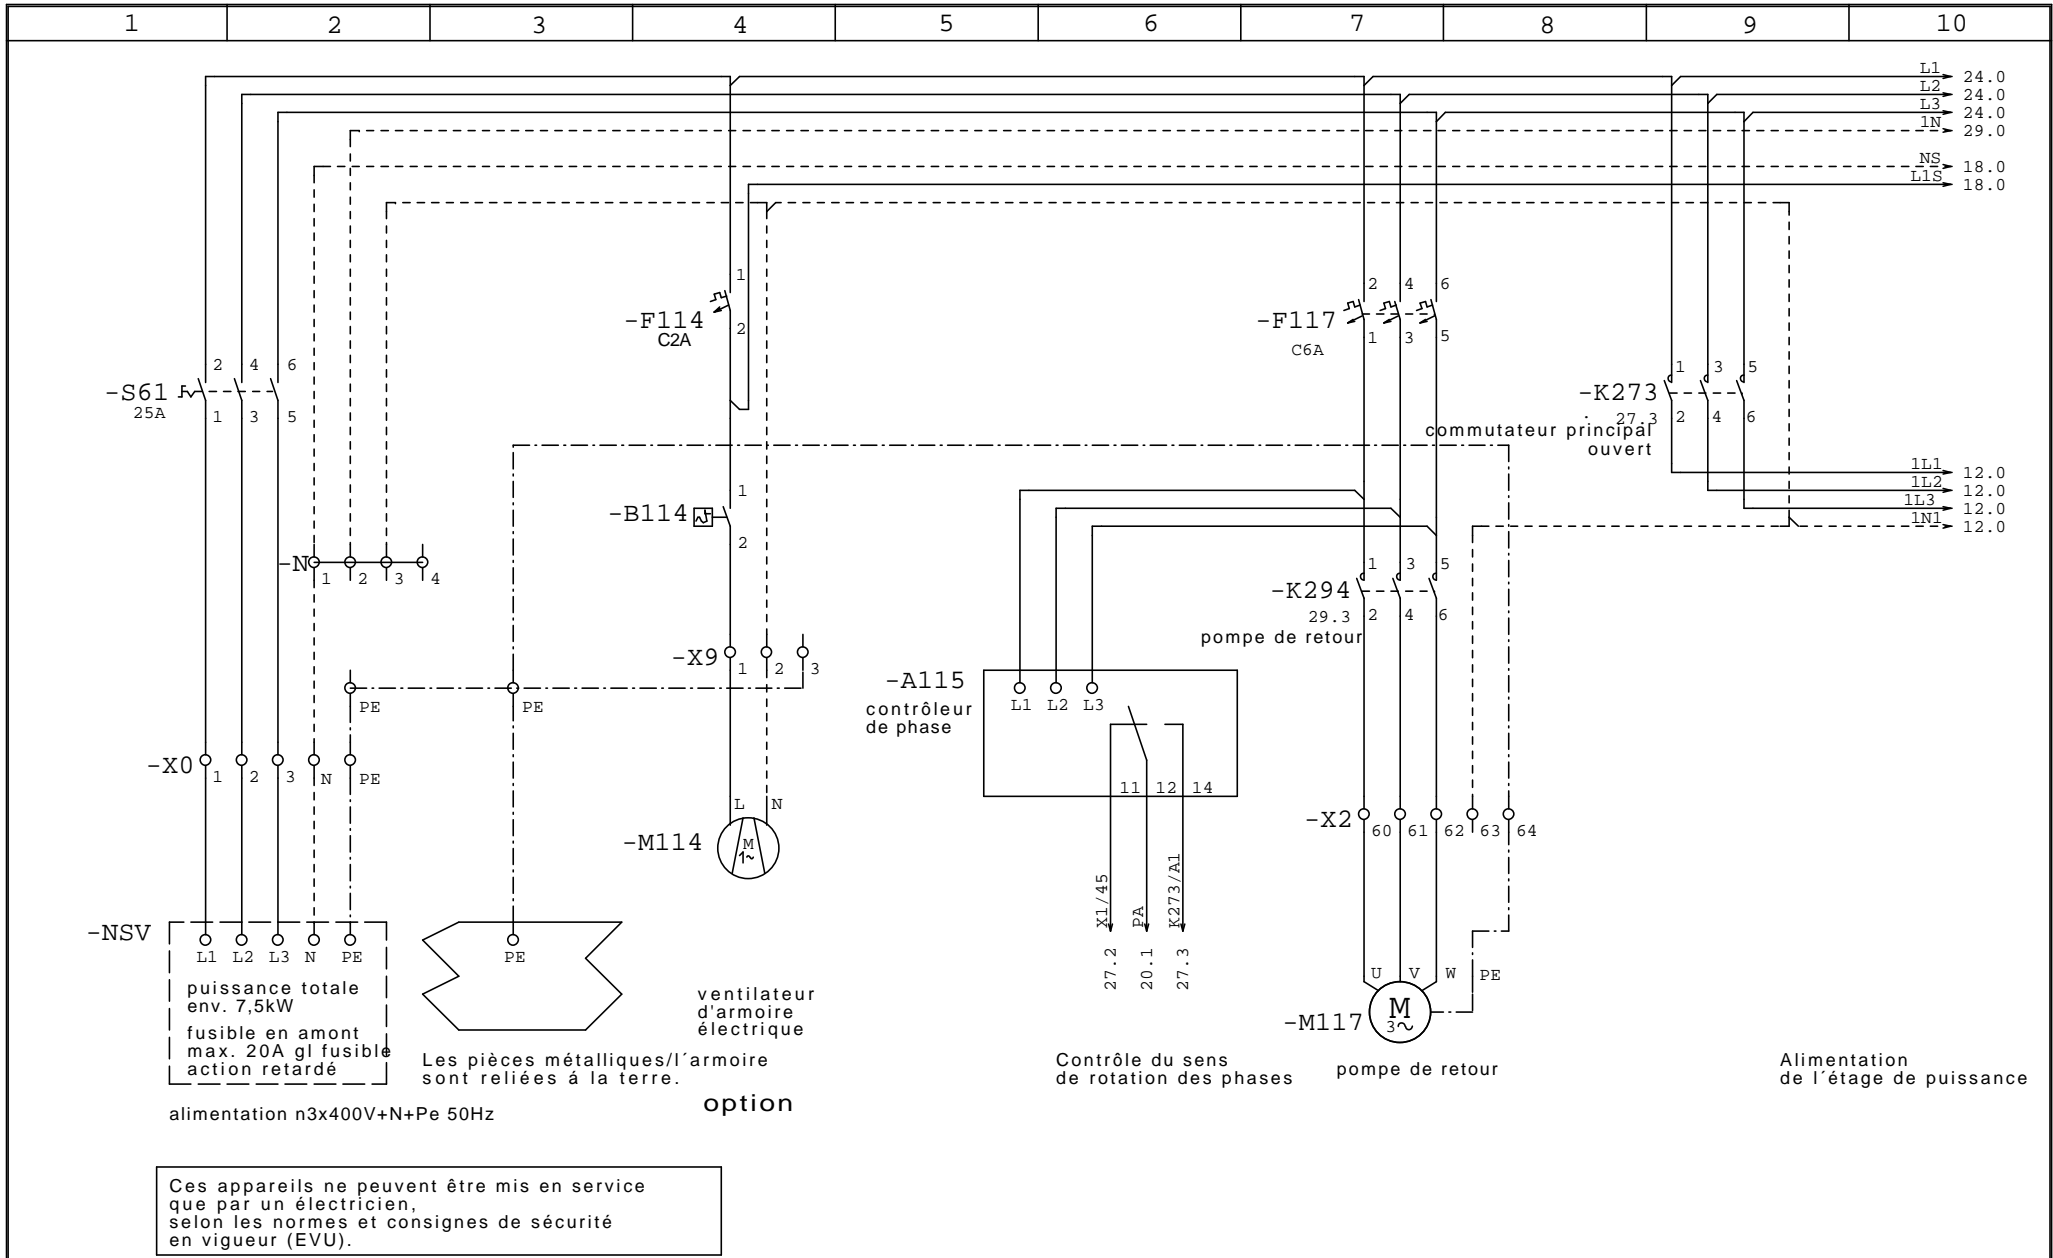 1 2 3 4 5 6 7 8 9 10
L1 24.0
L2 24.0
L3 24.0
1N 29.0
NS 18.0
L1S 18.0
1
-F114
C2A
2
2 4 6
-F117
C6A
1 3 5
2 4 6
-S61
25A
1 3 5
1 3 5
-K273
27.3
2 4 6
commutateur principal
ouvert
1L1 12.0
1L2 12.0
1L3 12.0
1N1 12.0
1
-B114
2
-N
1 2 3 4
1 3 5
-K294
29.3
2 4 6
pompe de retour
-X9
1 2 3
PE
PE
-A115
contrôleur
de phase
L1 L2 L3
11 12 14
-X0
1 2 3 N PE
L N
-M114
M
1~
-X2
60 61 62 63 64
X1/45
PA
K273/A1
27.2
20.1
27.3
-NSV
L1 L2 L3 N PE
puissance totale
env. 7,5kW
fusible en amont
max. 20A gl fusible
action retardé
alimentation n3x400V+N+Pe 50Hz
PE
Les pièces métalliques/l´armoire
sont reliées á la terre.
ventilateur
d'armoire
électrique
option
Contrôle du sens
de rotation des phases
U V W PE
-M117
M
3~
pompe de retour
Alimentation
de l´étage de puissance
Ces appareils ne peuvent être mis en service
que par un électricien,
selon les normes et consignes de sécurité
en vigueur (EVU).